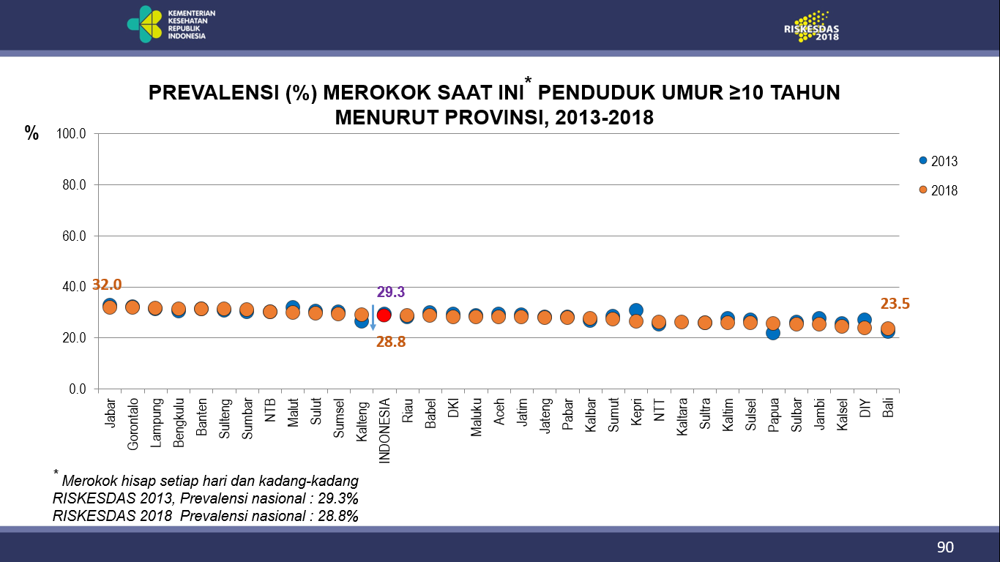 KEMENTERIAN
KESEHATAN
REPUBLIK
INDONESIA
RISKESDAS
2018
PREVALENSI (%) MEROKOK SAAT INI* PENDUDUK UMUR ≥10 TAHUN
MENURUT PROVINSI, 2013-2018
%
100.0
80.0
60.0
40.0
20.0
0.0
32.0
29.3
28.8
23.5
2013
2018
Jabar
Gorontalo
Lampung
Bengkulu
Banten
Sulteng
Sumbar
NTB
Malut
Sulut
Sumsel
Kalteng
INDONESIA
Riau
Babel
DKI
Maluku
Aceh
Jatim
Jateng
Pabar
Kalbar
Sumut
Kepri
NTT
Kaltara
Sultra
Kaltim
Sulsel
Papua
Sulbar
Jambi
Kalsel
DIY
Bali
* Merokok hisap setiap hari dan kadang-kadang
RISKESDAS 2013, Prevalensi nasional : 29.3%
RISKESDAS 2018 Prevalensi nasional : 28.8%
90